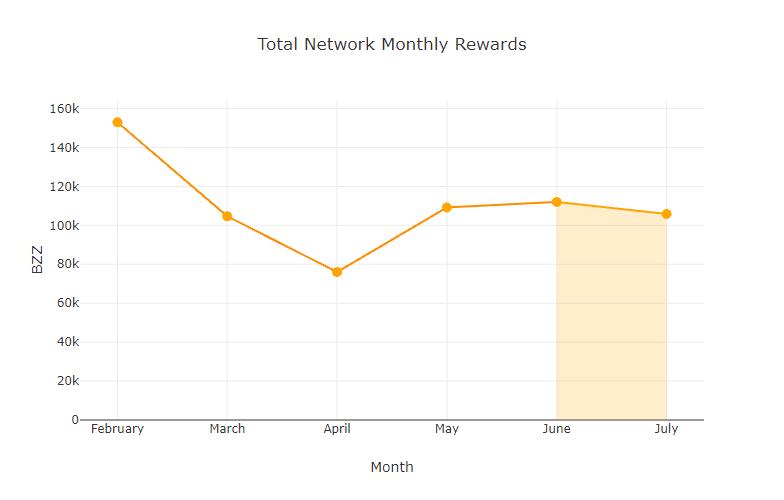 Total Network Monthly Rewards
160k
140k
120k
100k
80k
60k
40k
20k
0
BZZ
February March April May June July
Month